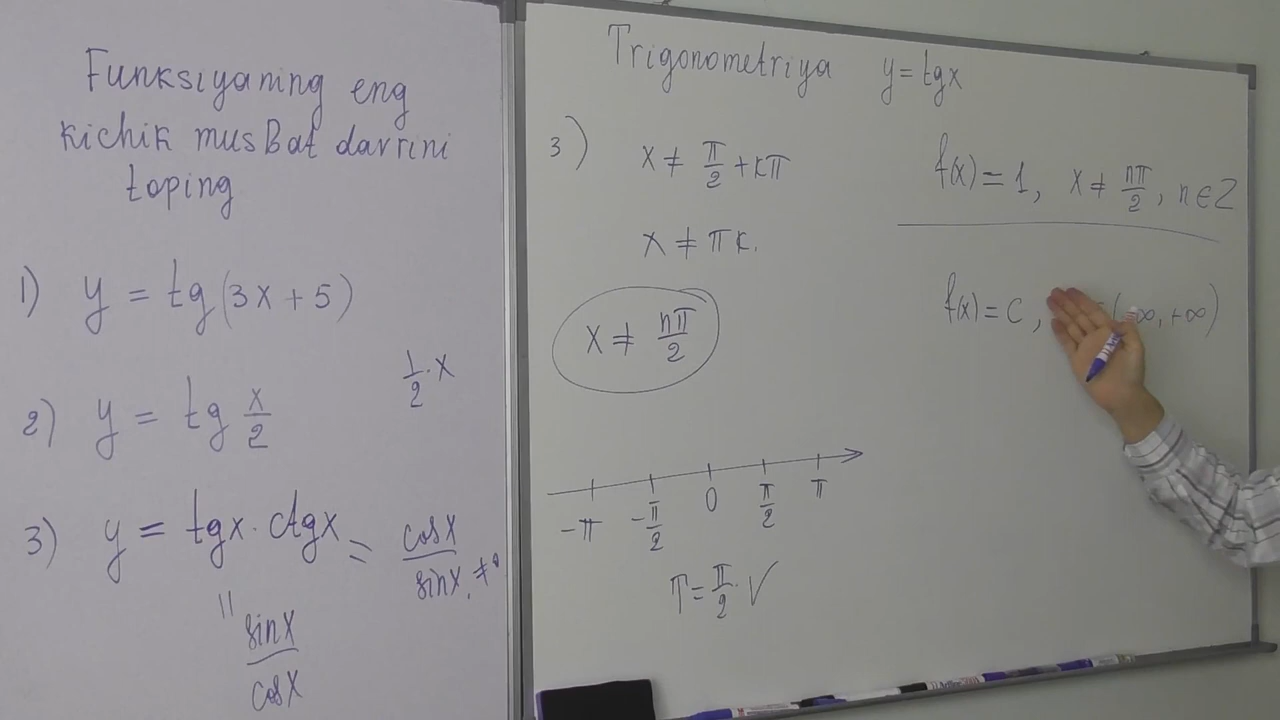 Funksiyaning eng
kichik musBat davrini
toping
1) y = tg(3x + 5)
1/2 · x
2) y = tg x/2
3) y = tgx · ctgx = cosx/sinx, ≠0
||
sinx/cosx
Trigonometriya y = tgx
3) x ≠ π/2 + kπ
x ≠ πk.
x ≠ nπ/2
-π -π/2 0 π/2 π
T = π/2 · √
f(x) = 1, x ≠ nπ/2, n ∈ Z
f(x) = C, (-∞, +∞)